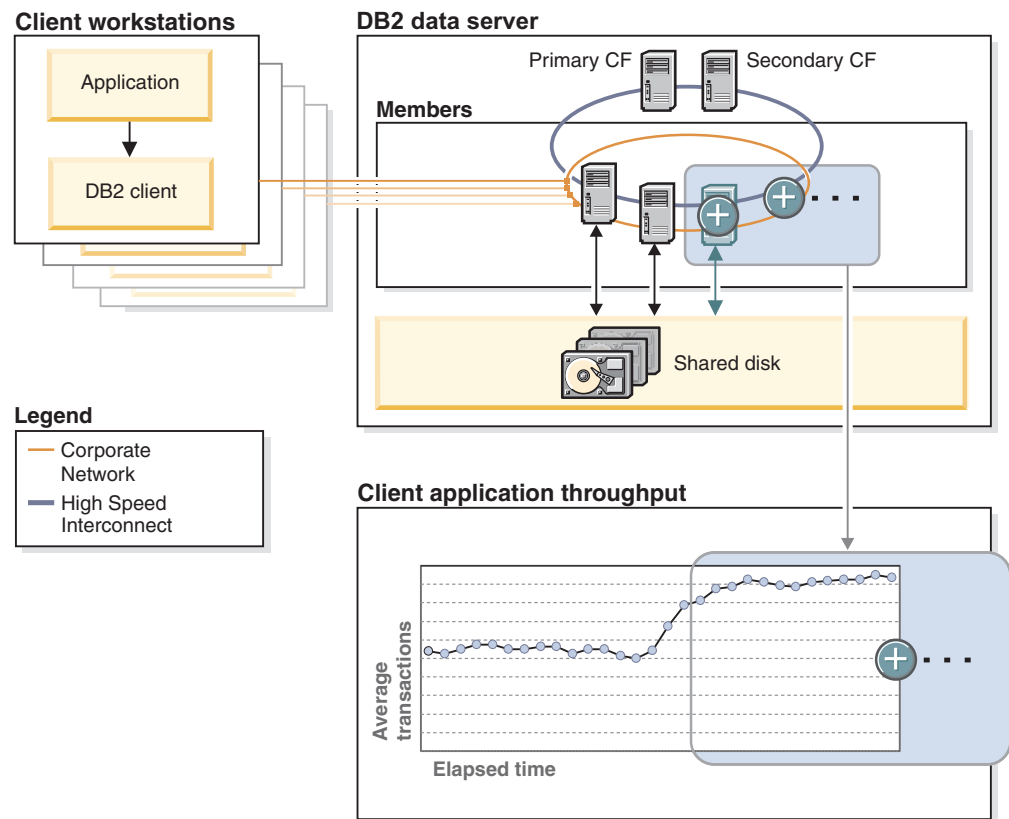 Client workstations
Application
DB2 client
DB2 data server
Primary CF
Secondary CF
Members
Shared disk
Legend
Corporate
Network
High Speed
Interconnect
Client application throughput
Average
transactions
Elapsed time